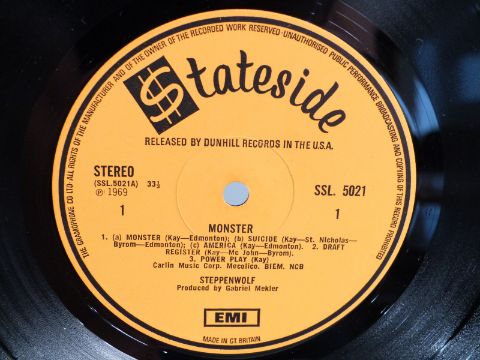 THE GRAMOPHONE CO LTD·ALL RIGHTS OF THE MANUFACTURER AND OF THE OWNER OF THE RECORDED WORK RESERVED·UNAUTHORISED PUBLIC PERFORMANCE BROADCASTING AND COPYING OF THIS RECORD PROHIBITED
$tateside
RELEASED BY DUNHILL RECORDS IN THE U.S.A.
STEREO
(SSL.5021A) 33⅓
℗ 1969
SSL. 5021
1
1
MONSTER
1. (a) MONSTER (Kay—Edmonton); (b) SUICIDE (Kay—St. Nicholas—
Byrom—Edmonton); (c) AMERICA (Kay—Edmonton). 2. DRAFT
REGISTER (Kay—Mc John—Byrom).
3. POWER PLAY (Kay)
Carlin Music Corp. Mecolico. BIEM. NCB
STEPPENWOLF
Produced by Gabriel Mekler
EMI
MADE IN GT BRITAIN